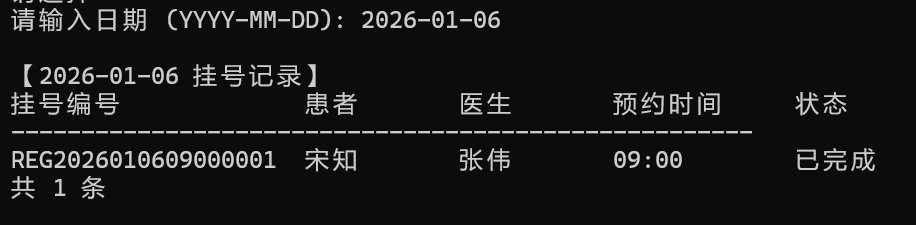 请输入日期 (YYYY-MM-DD): 2026-01-06
【2026-01-06 挂号记录】
挂号编号 患者 医生 预约时间 状态
-----------------------------------------------------
REG2026010609000001 宋知 张伟 09:00 已完成
共 1 条